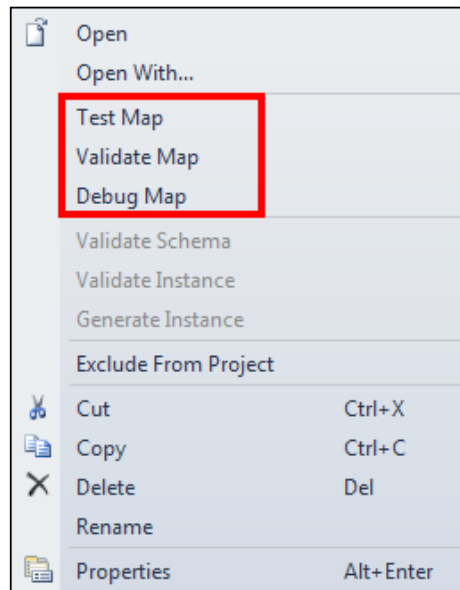 Open
Open With...
Test Map
Validate Map
Debug Map
Validate Schema
Validate Instance
Generate Instance
Exclude From Project
Cut Ctrl+X
Copy Ctrl+C
Delete Del
Rename
Properties Alt+Enter